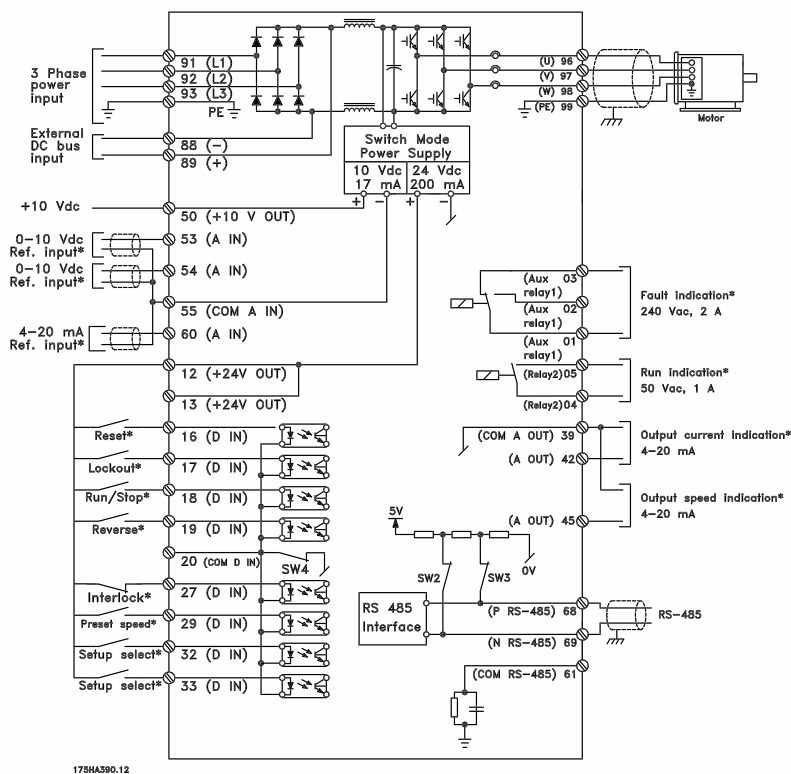 3 Phase
power
input
91 (L1)
92 (L2)
93 (L3)
PE
External
DC bus
input
88 (−)
89 (+)
+10 Vdc
50 (+10 V OUT)
0-10 Vdc
Ref. input*
53 (A IN)
0-10 Vdc
Ref. input*
54 (A IN)
55 (COM A IN)
4-20 mA
Ref. input*
60 (A IN)
12 (+24V OUT)
13 (+24V OUT)
Reset*
16 (D IN)
Lockout*
17 (D IN)
Run/Stop*
18 (D IN)
Reverse*
19 (D IN)
20 (COM D IN)
SW4
Interlock*
27 (D IN)
Preset speed*
29 (D IN)
Setup select*
32 (D IN)
Setup select*
33 (D IN)
Switch Mode
Power Supply
10 Vdc
17 mA
24 Vdc
200 mA
+ − + −
(U) 96
(V) 97
(W) 98
(PE) 99
Motor
(Aux 03
relay1)
(Aux 02
relay1)
(Aux 01
relay1)
Fault indication*
240 Vac, 2 A
(Relay2)05
(Relay2)04
Run indication*
50 Vac, 1 A
(COM A OUT) 39
(A OUT) 42
Output current indication*
4-20 mA
(A OUT) 45
Output speed indication*
4-20 mA
5V
0V
SW2
SW3
RS 485
Interface
(P RS-485) 68
(N RS-485) 69
RS-485
(COM RS-485) 61
175HA390.12